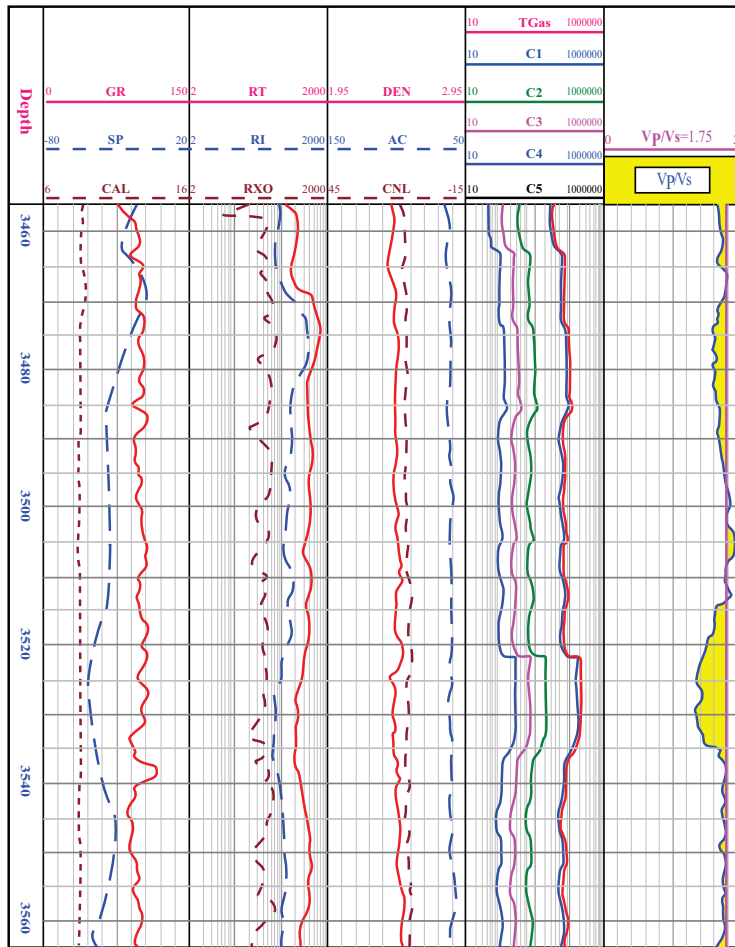 TGas
10 1000000
10 C1 1000000
0 GR 150 2 RT 2000 1.95 DEN 2.95 10 C2 1000000
10 C3 1000000
Depth
-80 SP 20 2 RI 2000 150 AC 50 0 Vp/Vs=1.75 2
10 C4 1000000
Vp/Vs
6 CAL 16 2 RXO 2000 45 CNL -15 10 C5 1000000
3460
3480
3500
3520
3540
3560